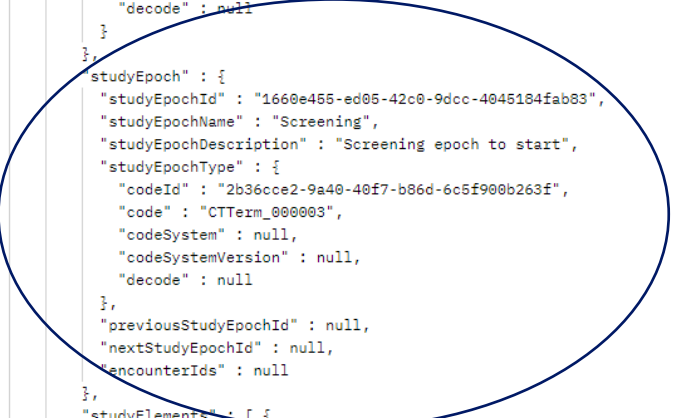 "decode" : null
}
},
"studyEpoch" : {
"studyEpochId" : "1660e455-ed05-42c0-9dcc-4045184fab83",
"studyEpochName" : "Screening",
"studyEpochDescription" : "Screening epoch to start",
"studyEpochType" : {
"codeId" : "2b36cce2-9a40-40f7-b86d-6c5f900b263f",
"code" : "CTTerm_000003",
"codeSystem" : null,
"codeSystemVersion" : null,
"decode" : null
},
"previousStudyEpochId" : null,
"nextStudyEpochId" : null,
"encounterIds" : null
},
"studyElements" : [ {